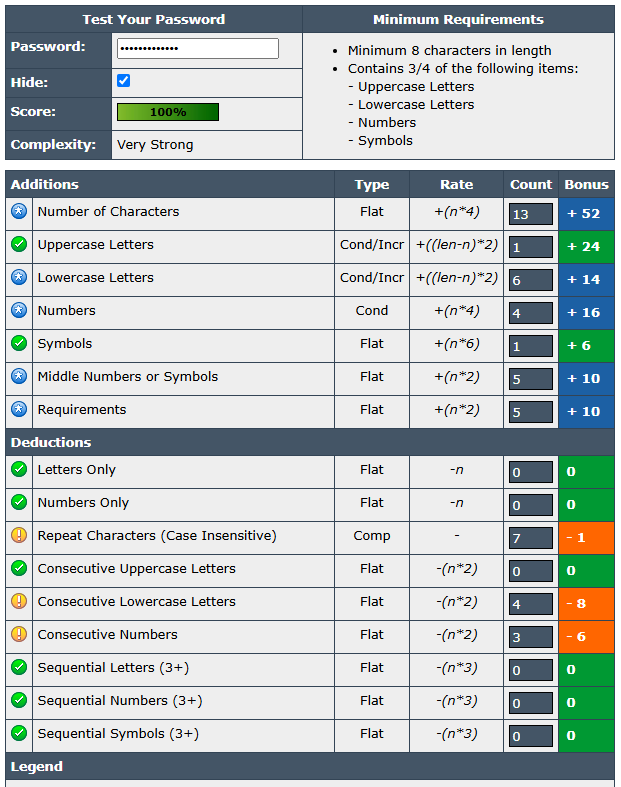 Test Your Password Minimum Requirements
Password: •••••••••••••
Hide:
Score: 100%
Complexity: Very Strong
• Minimum 8 characters in length
• Contains 3/4 of the following items:
- Uppercase Letters
- Lowercase Letters
- Numbers
- Symbols
Additions Type Rate Count Bonus
Number of Characters Flat +(n*4) 13 + 52
Uppercase Letters Cond/Incr +((len-n)*2) 1 + 24
Lowercase Letters Cond/Incr +((len-n)*2) 6 + 14
Numbers Cond +(n*4) 4 + 16
Symbols Flat +(n*6) 1 + 6
Middle Numbers or Symbols Flat +(n*2) 5 + 10
Requirements Flat +(n*2) 5 + 10
Deductions
Letters Only Flat -n 0 0
Numbers Only Flat -n 0 0
Repeat Characters (Case Insensitive) Comp - 7 - 1
Consecutive Uppercase Letters Flat -(n*2) 0 0
Consecutive Lowercase Letters Flat -(n*2) 4 - 8
Consecutive Numbers Flat -(n*2) 3 - 6
Sequential Letters (3+) Flat -(n*3) 0 0
Sequential Numbers (3+) Flat -(n*3) 0 0
Sequential Symbols (3+) Flat -(n*3) 0 0
Legend